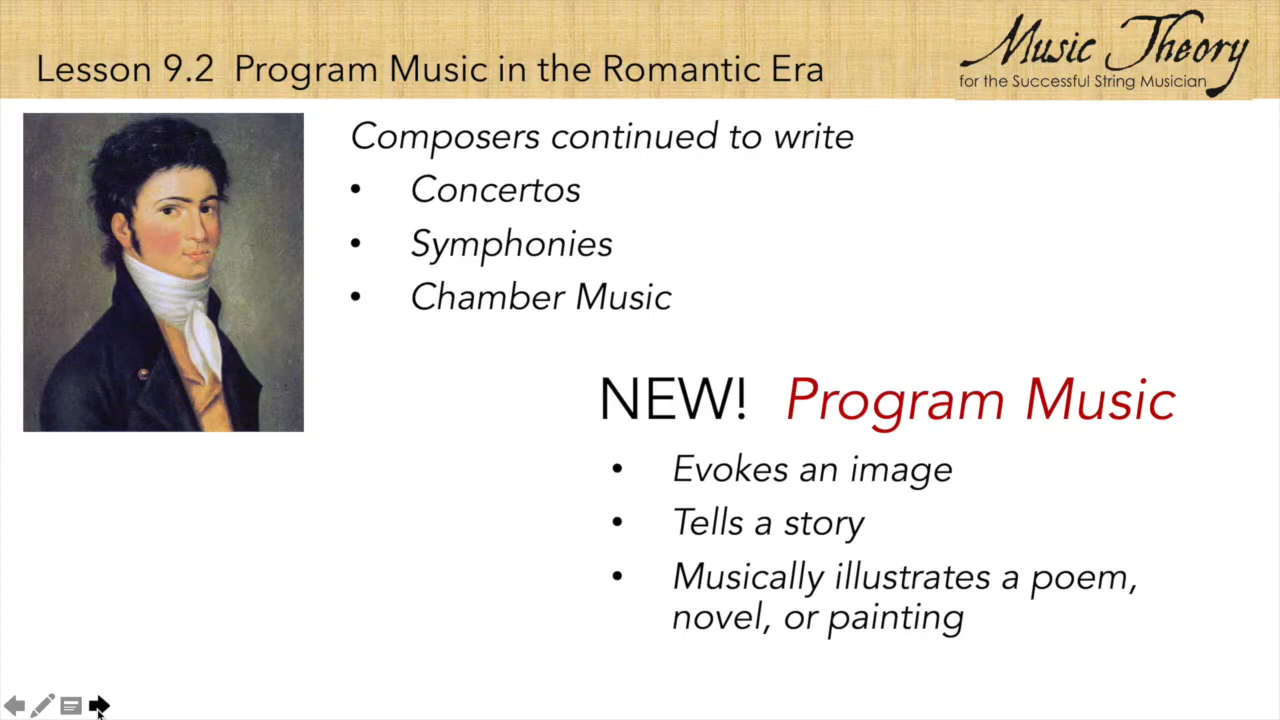 Lesson 9.2 Program Music in the Romantic Era
Music Theory
for the Successful String Musician
Composers continued to write
• Concertos
• Symphonies
• Chamber Music
NEW! Program Music
• Evokes an image
• Tells a story
• Musically illustrates a poem,
novel, or painting